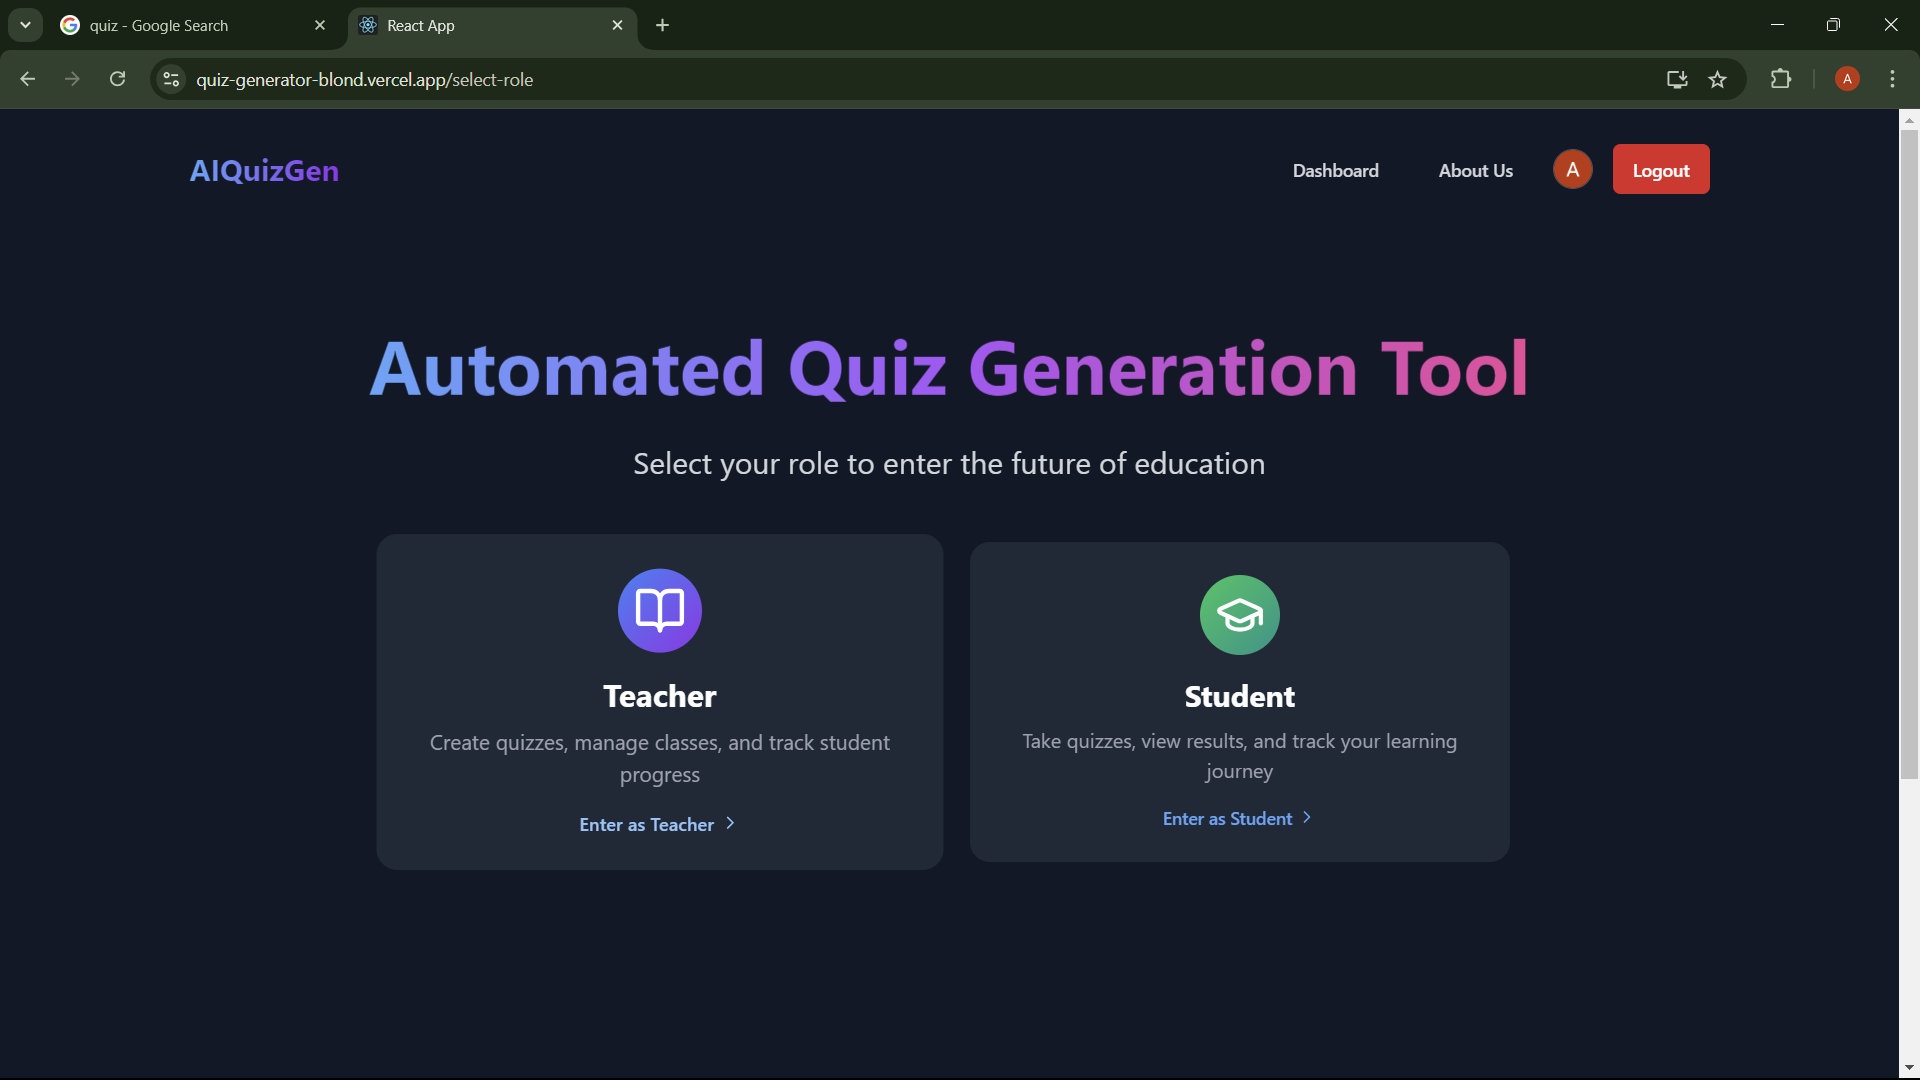 quiz - Google Search
React App
quiz-generator-blond.vercel.app/select-role
A
AIQuizGen
Dashboard
About Us
A
Logout
Automated Quiz Generation Tool
Select your role to enter the future of education
Teacher
Create quizzes, manage classes, and track student
progress
Enter as Teacher
Student
Take quizzes, view results, and track your learning
journey
Enter as Student